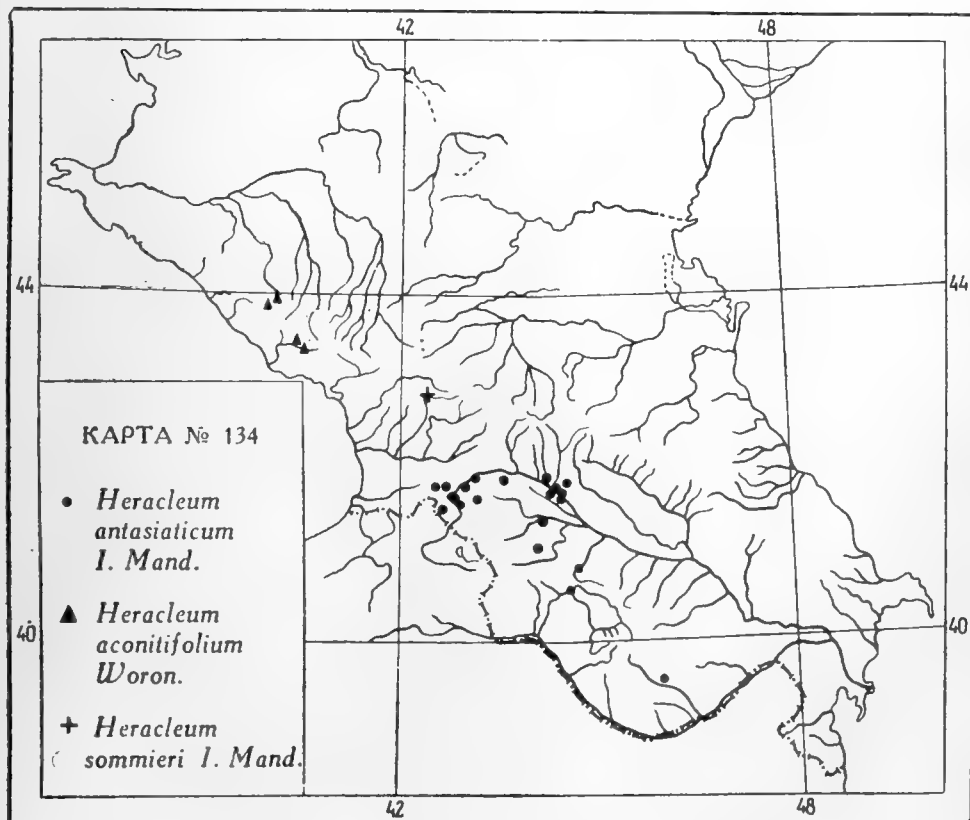 42 48
44 44
КАРТА № 134
Heracleum
antasiaticum
I. Mand.
Heracleum
aconitifolium
Woron.
Heracleum
sommieri I. Mand.
40 40
42 48